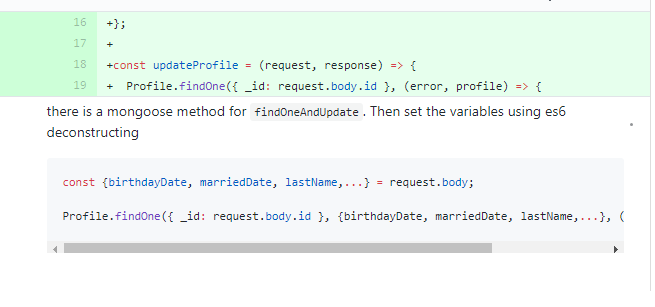 16 +};
17 +
18 +const updateProfile = (request, response) => {
19 + Profile.findOne({ _id: request.body.id }, (error, profile) => {
there is a mongoose method for findOneAndUpdate. Then set the variables using es6
deconstructing
const {birthdayDate, marriedDate, lastName,...} = request.body;
Profile.findOne({ _id: request.body.id }, {birthdayDate, marriedDate, lastName,...}, (